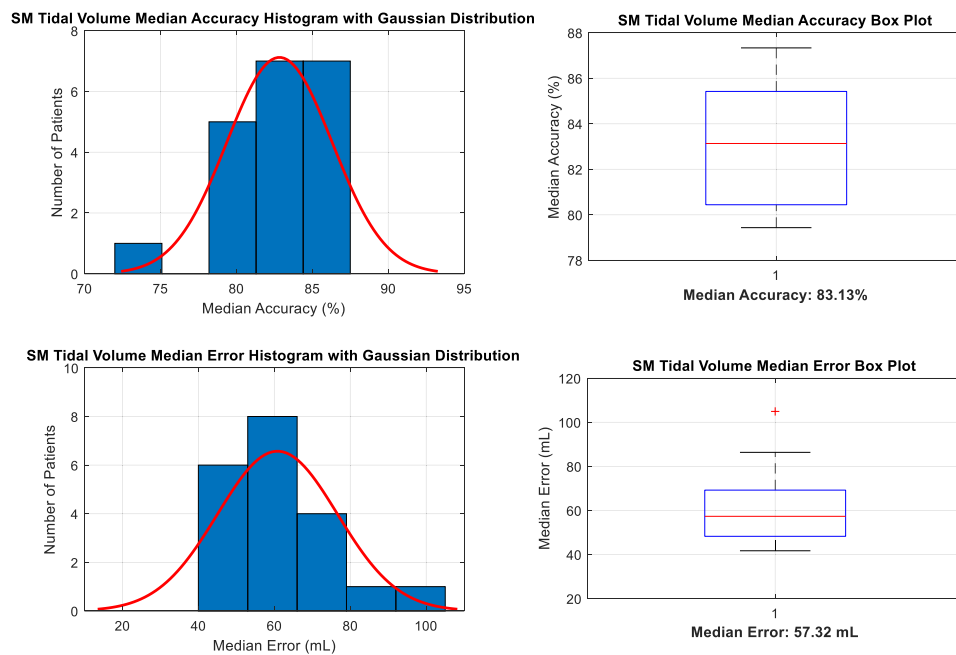 SM Tidal Volume Median Accuracy Histogram with Gaussian Distribution
8
6
4
2
0
Number of Patients
70 75 80 85 90 95
Median Accuracy (%)
SM Tidal Volume Median Accuracy Box Plot
88
86
84
82
80
78
Median Accuracy (%)
1
Median Accuracy: 83.13%
SM Tidal Volume Median Error Histogram with Gaussian Distribution
10
8
6
4
2
0
Number of Patients
20 40 60 80 100
Median Error (mL)
SM Tidal Volume Median Error Box Plot
120
100
80
60
40
20
Median Error (mL)
1
Median Error: 57.32 mL